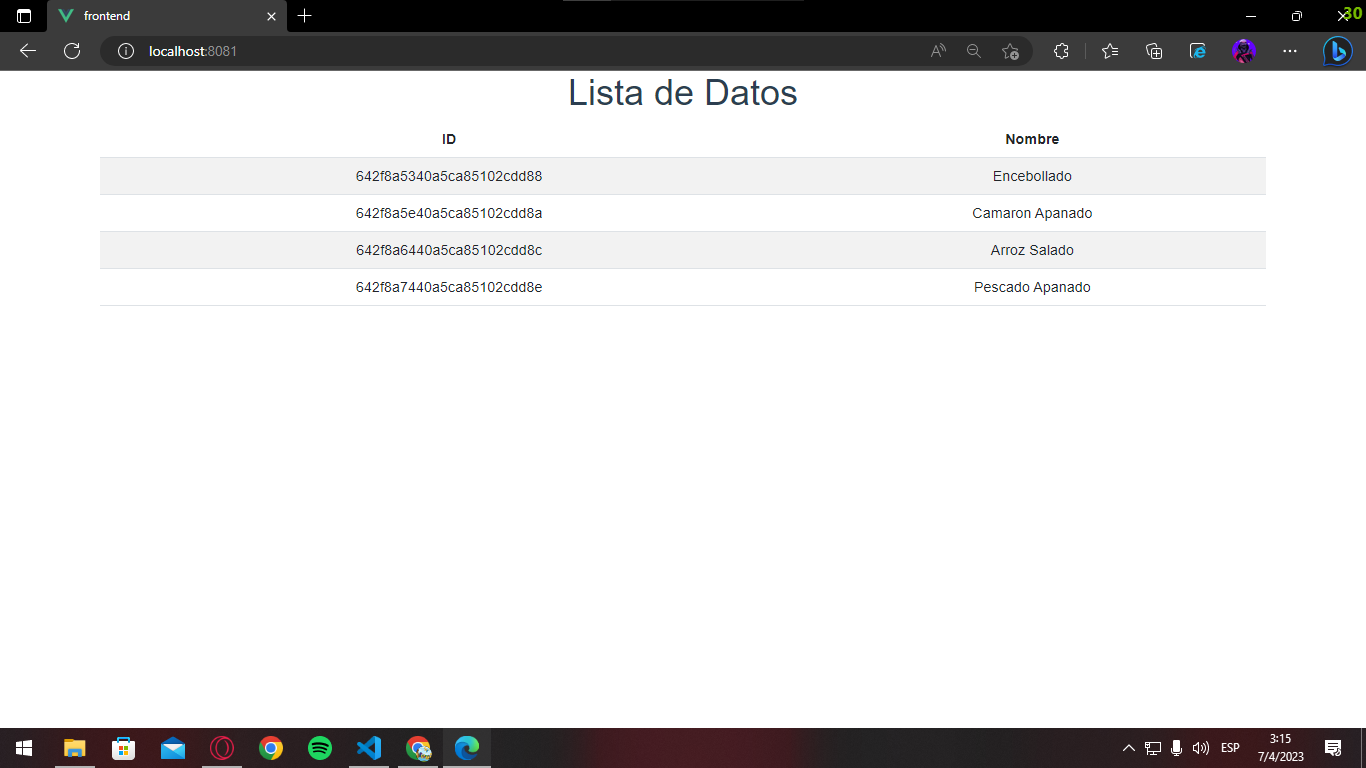 frontend
30
localhost:8081
Lista de Datos
ID Nombre
642f8a5340a5ca85102cdd88 Encebollado
642f8a5e40a5ca85102cdd8a Camaron Apanado
642f8a6440a5ca85102cdd8c Arroz Salado
642f8a7440a5ca85102cdd8e Pescado Apanado
ESP
3:15
7/4/2023